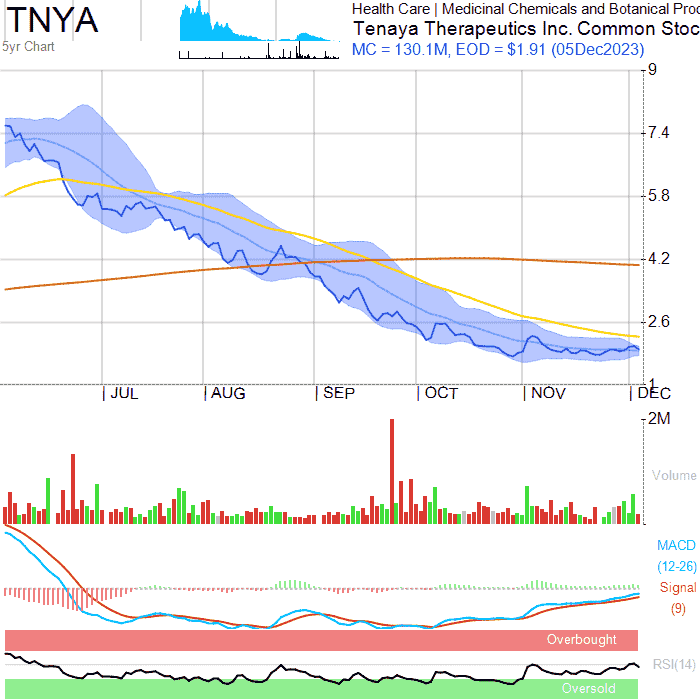 TNYA
5yr Chart
Health Care | Medicinal Chemicals and Botanical Proc
Tenaya Therapeutics Inc. Common Stoc
MC = 130.1M, EOD = $1.91 (05Dec2023)
9
7.4
5.8
4.2
2.6
1
JUL
AUG
SEP
OCT
NOV
DEC
2M
Volume
MACD
(12-26)
Signal
(9)
Overbought
RSI(14)
Oversold